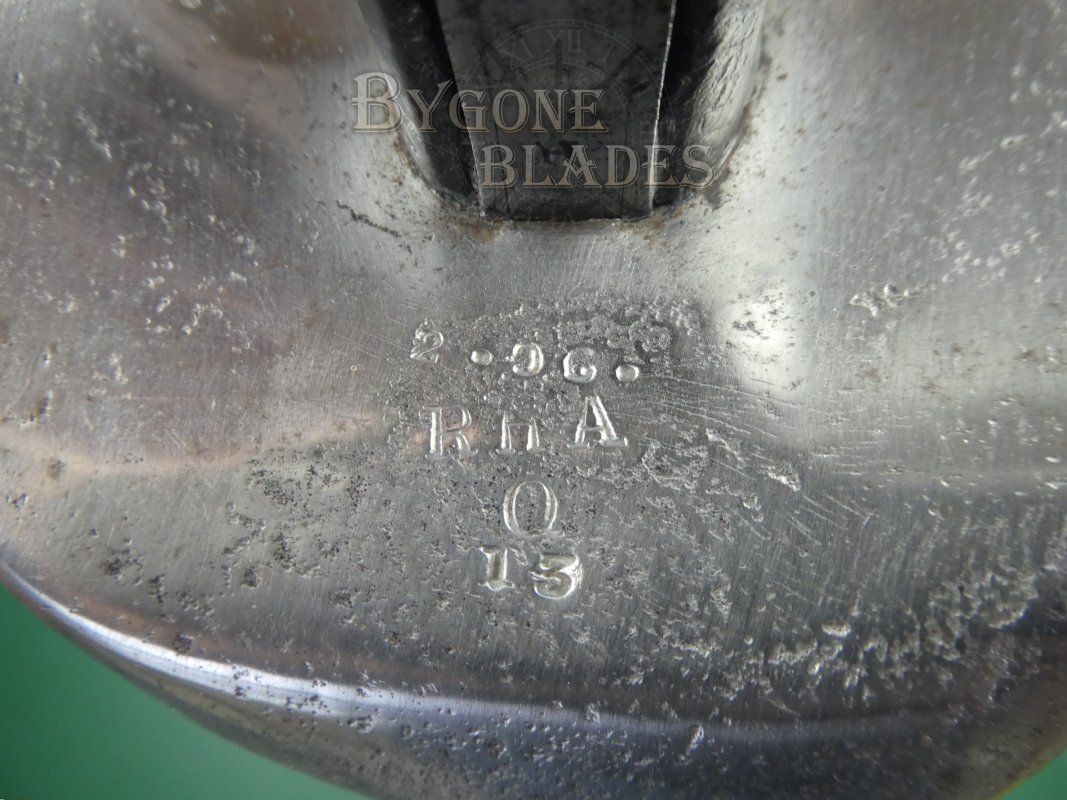 BYGONE
BLADES
2 .96.
RHA
O
13